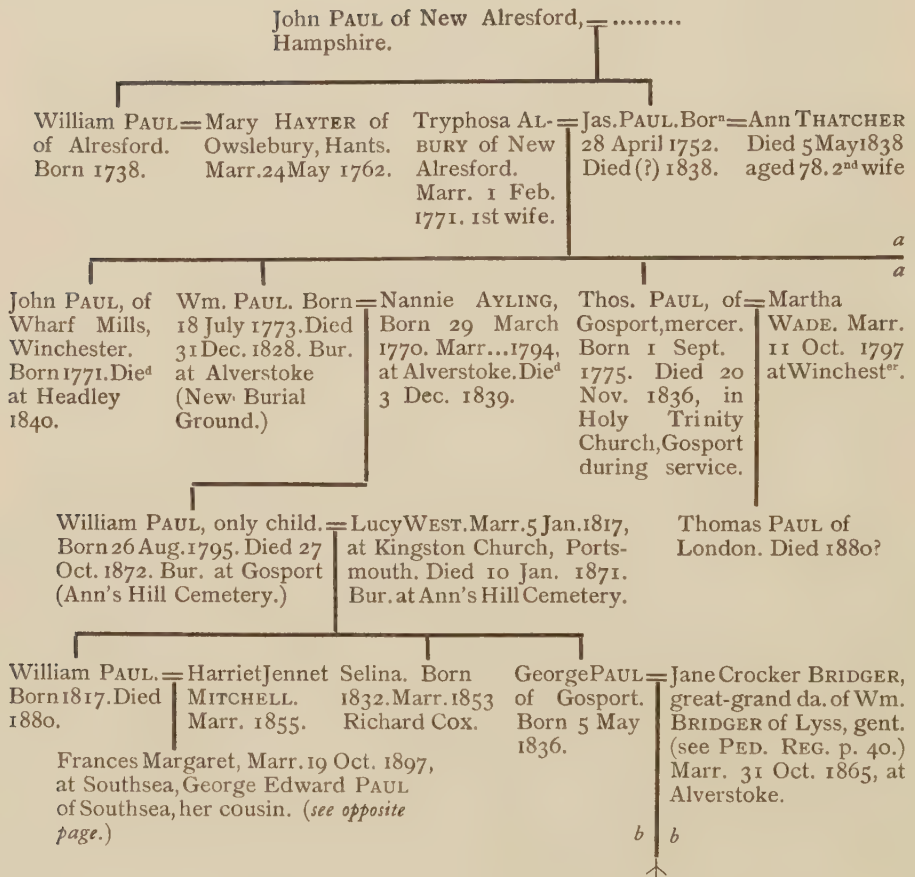 John PAUL of New Alresford, = .........
Hampshire.
William PAUL = Mary HAYTER of
of Alresford. Owslebury, Hants.
Born 1738. Marr. 24 May 1762.
Tryphosa AL-
BURY of New
Alresford.
Marr. 1 Feb.
1771. 1st wife.
= Jas. PAUL. Borⁿ = Ann THATCHER
28 April 1752. Died 5 May 1838
Died (?) 1838. aged 78. 2ⁿᵈ wife
a
a
John PAUL, of
Wharf Mills,
Winchester.
Born 1771. Dieᵈ
at Headley
1840.
Wm. PAUL. Born =
18 July 1773. Died
31 Dec. 1828. Bur.
at Alverstoke
(New Burial
Ground.)
Nannie AYLING,
Born 29 March
1770. Marr...1794,
at Alverstoke. Dieᵈ
3 Dec. 1839.
Thos. PAUL, of =
Gosport, mercer.
Born 1 Sept.
1775. Died 20
Nov. 1836, in
Holy Trinity
Church, Gosport
during service.
Martha
WADE. Marr.
11 Oct. 1797
at Winchestᵉʳ.
William PAUL, only child. =
Born 26 Aug. 1795. Died 27
Oct. 1872. Bur. at Gosport
(Ann's Hill Cemetery.)
Lucy WEST. Marr. 5 Jan. 1817,
at Kingston Church, Ports-
mouth. Died 10 Jan. 1871.
Bur. at Ann's Hill Cemetery.
Thomas PAUL of
London. Died 1880?
William PAUL. =
Born 1817. Died
1880.
Harriet Jennet
MITCHELL.
Marr. 1855.
Selina. Born
1832. Marr. 1853
Richard Cox.
George PAUL =
of Gosport.
Born 5 May
1836.
Jane Crocker BRIDGER,
great-grand da. of Wm.
BRIDGER of Lyss, gent.
(see PED. REG. p. 40.)
Marr. 31 Oct. 1865, at
Alverstoke.
Frances Margaret, Marr. 19 Oct. 1897,
at Southsea, George Edward PAUL
of Southsea, her cousin. (see opposite
page.)
b b